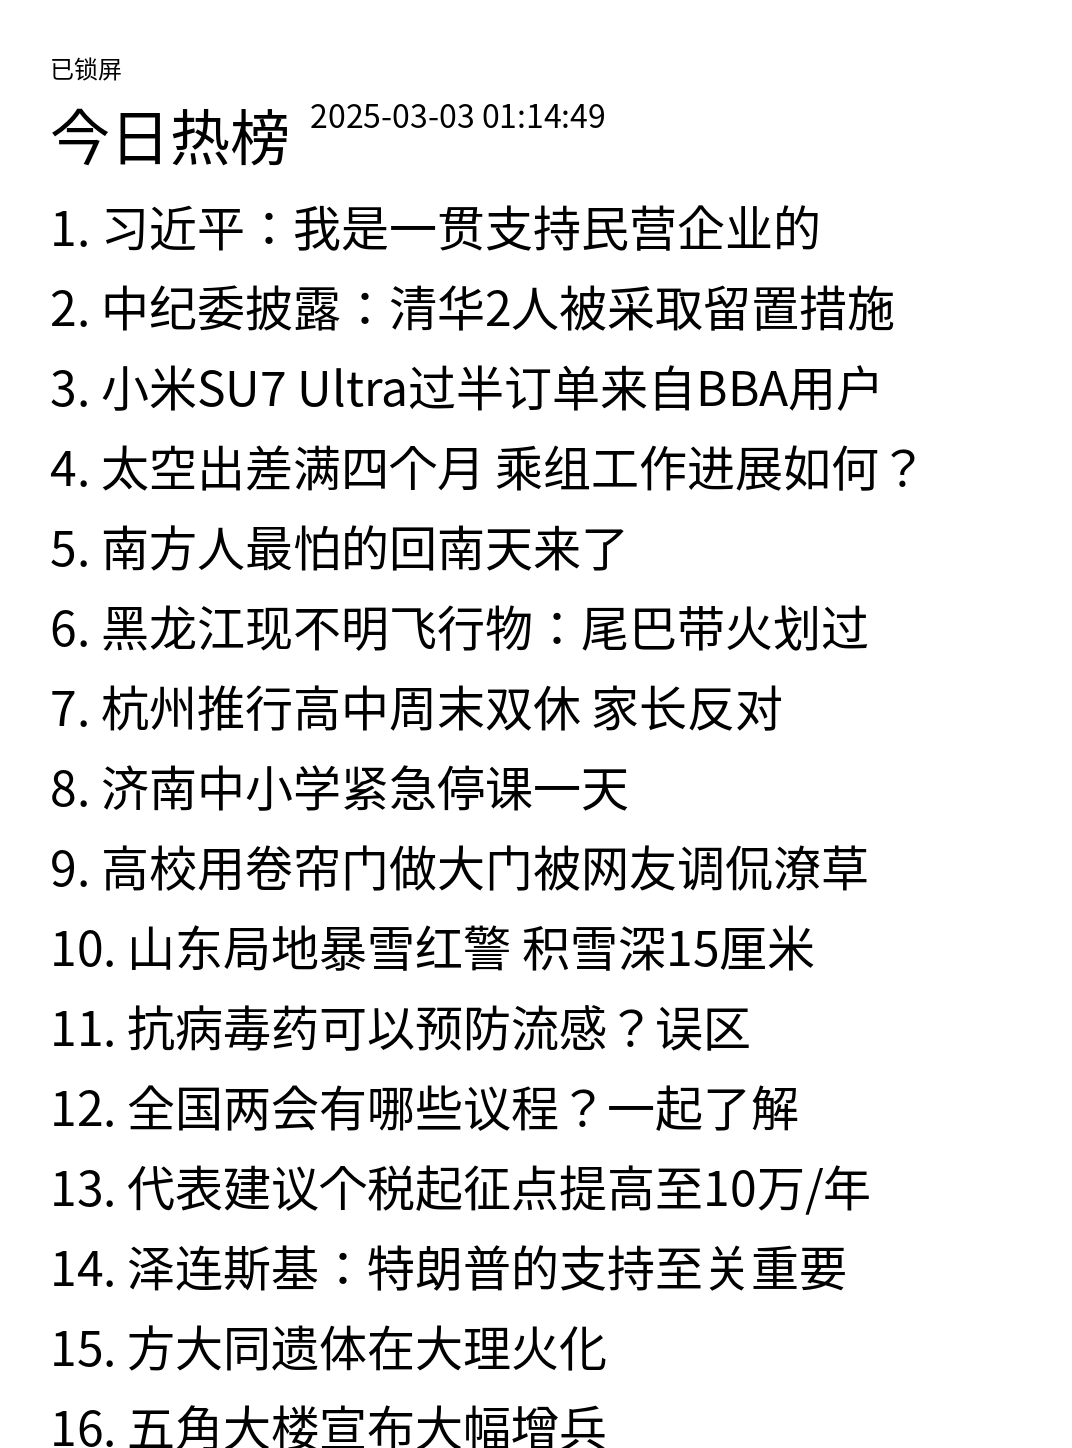 已锁屏
今日热榜 2025-03-03 01:14:49
1. 习近平：我是一贯支持民营企业的
2. 中纪委披露：清华2人被采取留置措施
3. 小米SU7 Ultra过半订单来自BBA用户
4. 太空出差满四个月 乘组工作进展如何？
5. 南方人最怕的回南天来了
6. 黑龙江现不明飞行物：尾巴带火划过
7. 杭州推行高中周末双休 家长反对
8. 济南中小学紧急停课一天
9. 高校用卷帘门做大门被网友调侃潦草
10. 山东局地暴雪红警 积雪深15厘米
11. 抗病毒药可以预防流感？误区
12. 全国两会有哪些议程？一起了解
13. 代表建议个税起征点提高至10万/年
14. 泽连斯基：特朗普的支持至关重要
15. 方大同遗体在大理火化
16. 五角大楼宣布大幅增兵